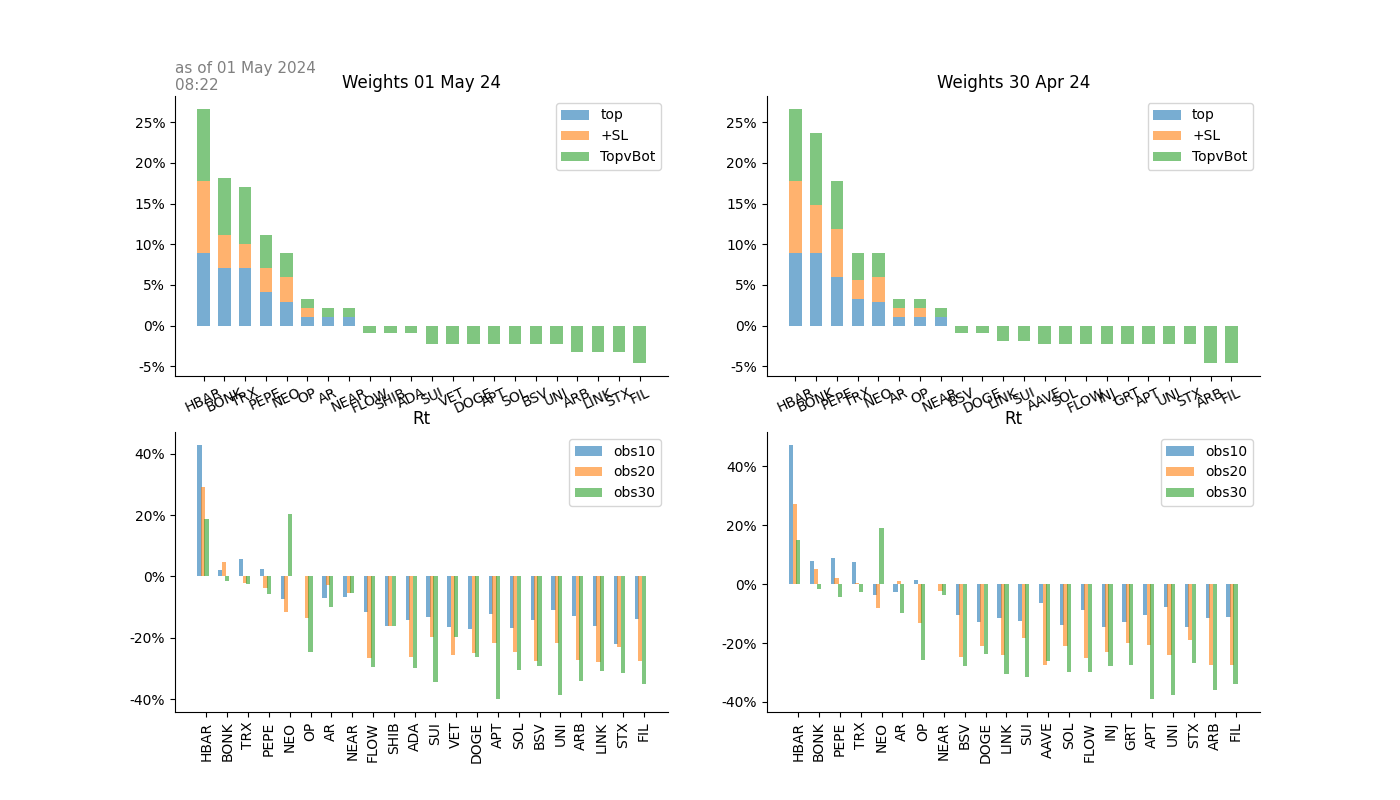 as of 01 May 2024
08:22
Weights 01 May 24
25%
20%
15%
10%
5%
0%
-5%
top
+SL
TopvBot
HBAR BONK TRX PEPE NEO OP AR NEAR FLOW SHIB ADA SUI VET DOGE APT SOL BSV UNI ARB LINK STX FIL
Weights 30 Apr 24
25%
20%
15%
10%
5%
0%
-5%
top
+SL
TopvBot
HBAR BONK PEPE TRX NEO AR OP NEAR BSV DOGE LINK SUI AAVE SOL FLOW INJ GRT APT UNI STX ARB FIL
Rt
40%
20%
0%
-20%
-40%
obs10
obs20
obs30
HBAR BONK TRX PEPE NEO OP AR NEAR FLOW SHIB ADA SUI VET DOGE APT SOL BSV UNI ARB LINK STX FIL
Rt
40%
20%
0%
-20%
-40%
obs10
obs20
obs30
HBAR BONK PEPE TRX NEO AR OP NEAR BSV DOGE LINK SUI AAVE SOL FLOW INJ GRT APT UNI STX ARB FIL